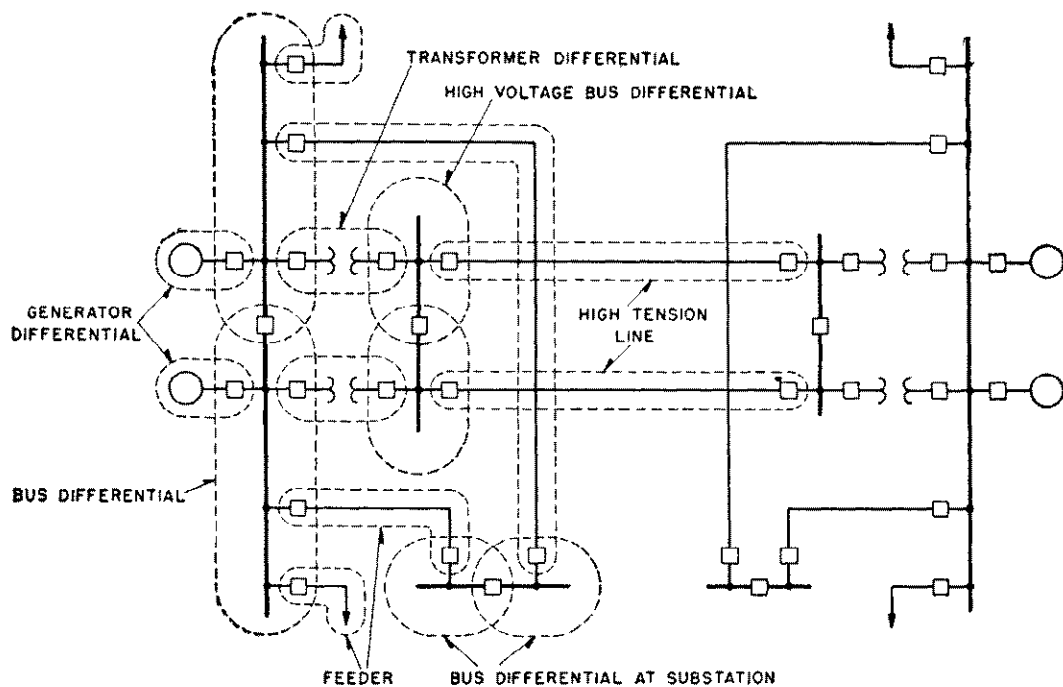 TRANSFORMER DIFFERENTIAL
HIGH VOLTAGE BUS DIFFERENTIAL
GENERATOR
DIFFERENTIAL
HIGH TENSION
LINE
BUS DIFFERENTIAL
FEEDER
BUS DIFFERENTIAL AT SUBSTATION